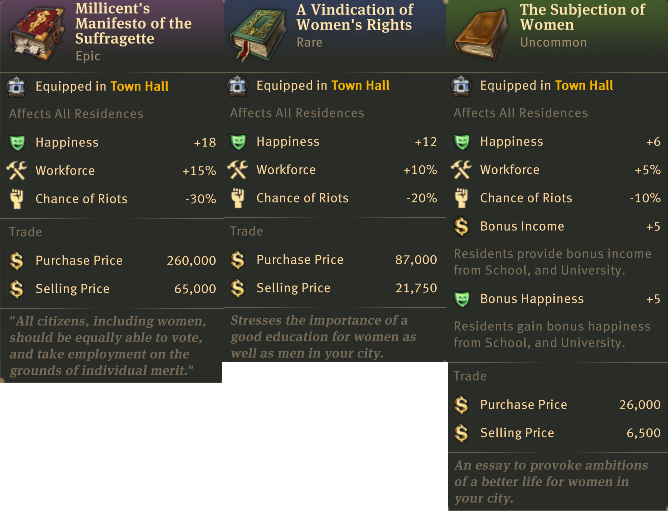 Millicent's
Manifesto of the
Suffragette
Epic
Equipped in Town Hall
Affects All Residences
Happiness +18
Workforce +15%
Chance of Riots -30%
Trade
Purchase Price 260,000
Selling Price 65,000
"All citizens, including women,
should be equally able to vote,
and take employment on the
grounds of individual merit."
A Vindication of
Women's Rights
Rare
Equipped in Town Hall
Affects All Residences
Happiness +12
Workforce +10%
Chance of Riots -20%
Trade
Purchase Price 87,000
Selling Price 21,750
Stresses the importance of a
good education for women as
well as men in your city.
The Subjection of
Women
Uncommon
Equipped in Town Hall
Affects All Residences
Happiness +6
Workforce +5%
Chance of Riots -10%
Bonus Income +5
Residents provide bonus income
from School, and University.
Bonus Happiness +5
Residents gain bonus happiness
from School, and University.
Trade
Purchase Price 26,000
Selling Price 6,500
An essay to provoke ambitions
of a better life for women in
your city.